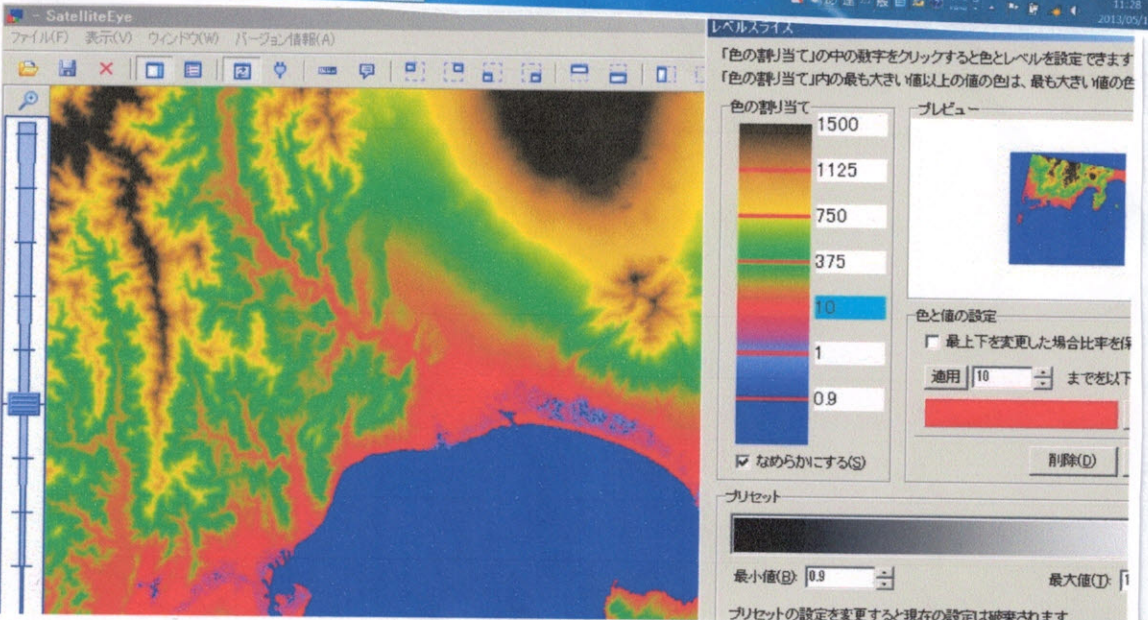 - SatelliteEye
ファイル(F) 表示(V) ウィンドウ(W) バージョン情報(A)
11:28
2013/05/1
レベルスライス
「色の割り当て」の中の数字をクリックすると色とレベルを設定できます
「色の割り当て」内の最も大きい値以上の値の色は、最も大きい値の色
色の割り当て
1500
1125
750
375
10
1
0.9
なめらかにする(S)
プレビュー
色と値の設定
最上下を変更した場合比率を保
適用 10 までを以下
削除(D)
プリセット
最小値(B): 0.9 最大値(T): 1
プリセットの設定を変更すると現在の設定は破棄されます